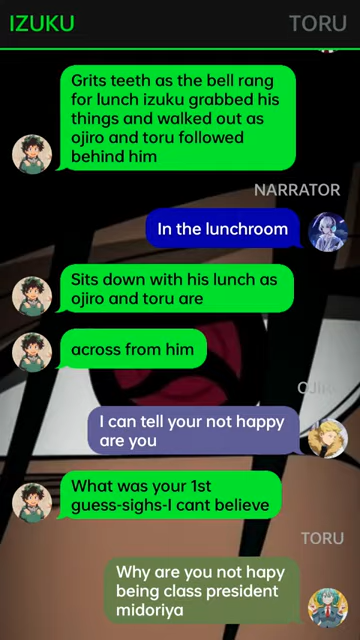 IZUKU
TORU
Grits teeth as the bell rang
for lunch izuku grabbed his
things and walked out as
ojiro and toru followed
behind him
NARRATOR
In the lunchroom
Sits down with his lunch as
ojiro and toru are
across from him
I can tell your not happy
are you
What was your 1st
guess-sighs-I cant believe
TORU
Why are you not hapy
being class president
midoriya